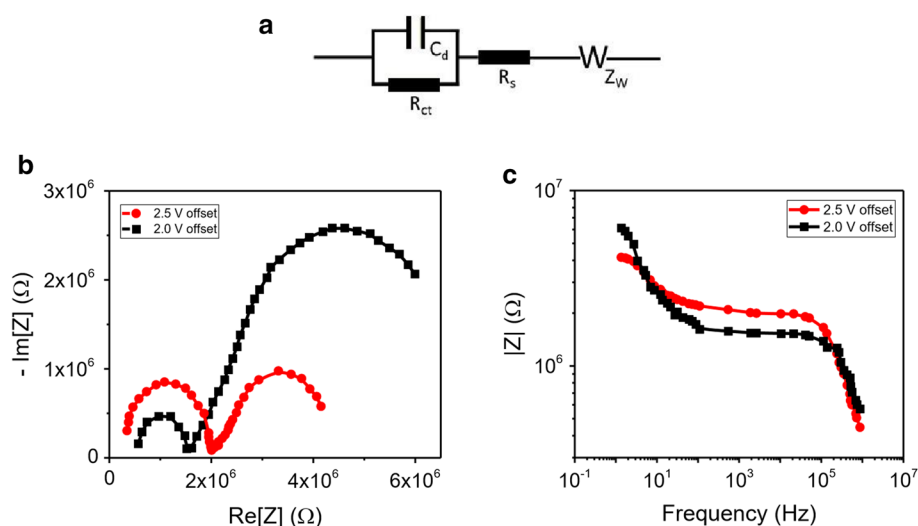 a
C_d
R_s
W
Z_W
R_ct
b
3x10^6
2x10^6
1x10^6
0
- Im[Z] (Ω)
2.5 V offset
2.0 V offset
0
2x10^6
4x10^6
6x10^6
Re[Z] (Ω)
c
10^7
10^6
|Z| (Ω)
2.5 V offset
2.0 V offset
10^-1
10^1
10^3
10^5
10^7
Frequency (Hz)